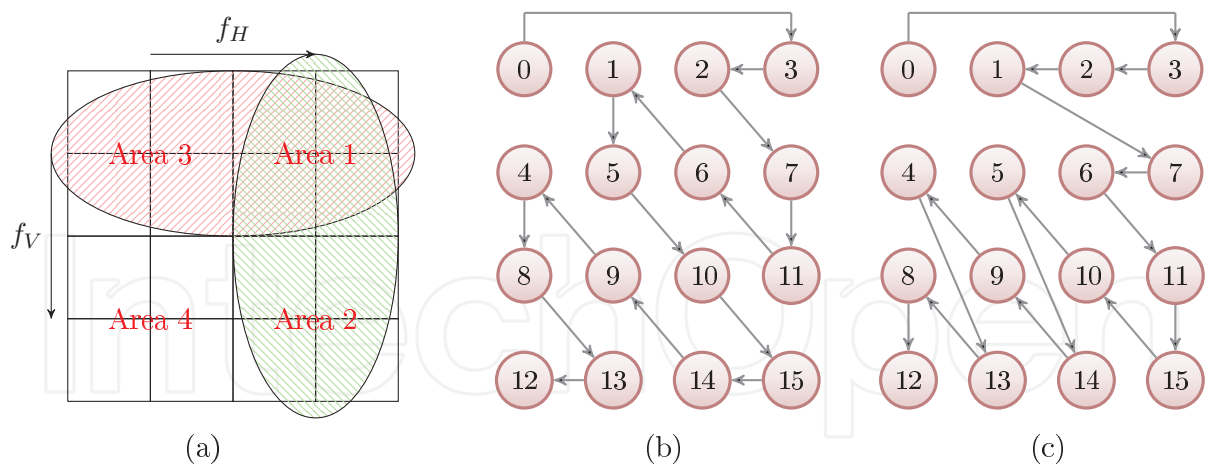 f_H
f_V
Area 3 Area 1
Area 4 Area 2
(a)
0 1 2 3
4 5 6 7
8 9 10 11
12 13 14 15
(b)
0 1 2 3
4 5 6 7
8 9 10 11
12 13 14 15
(c)
IntechOpen